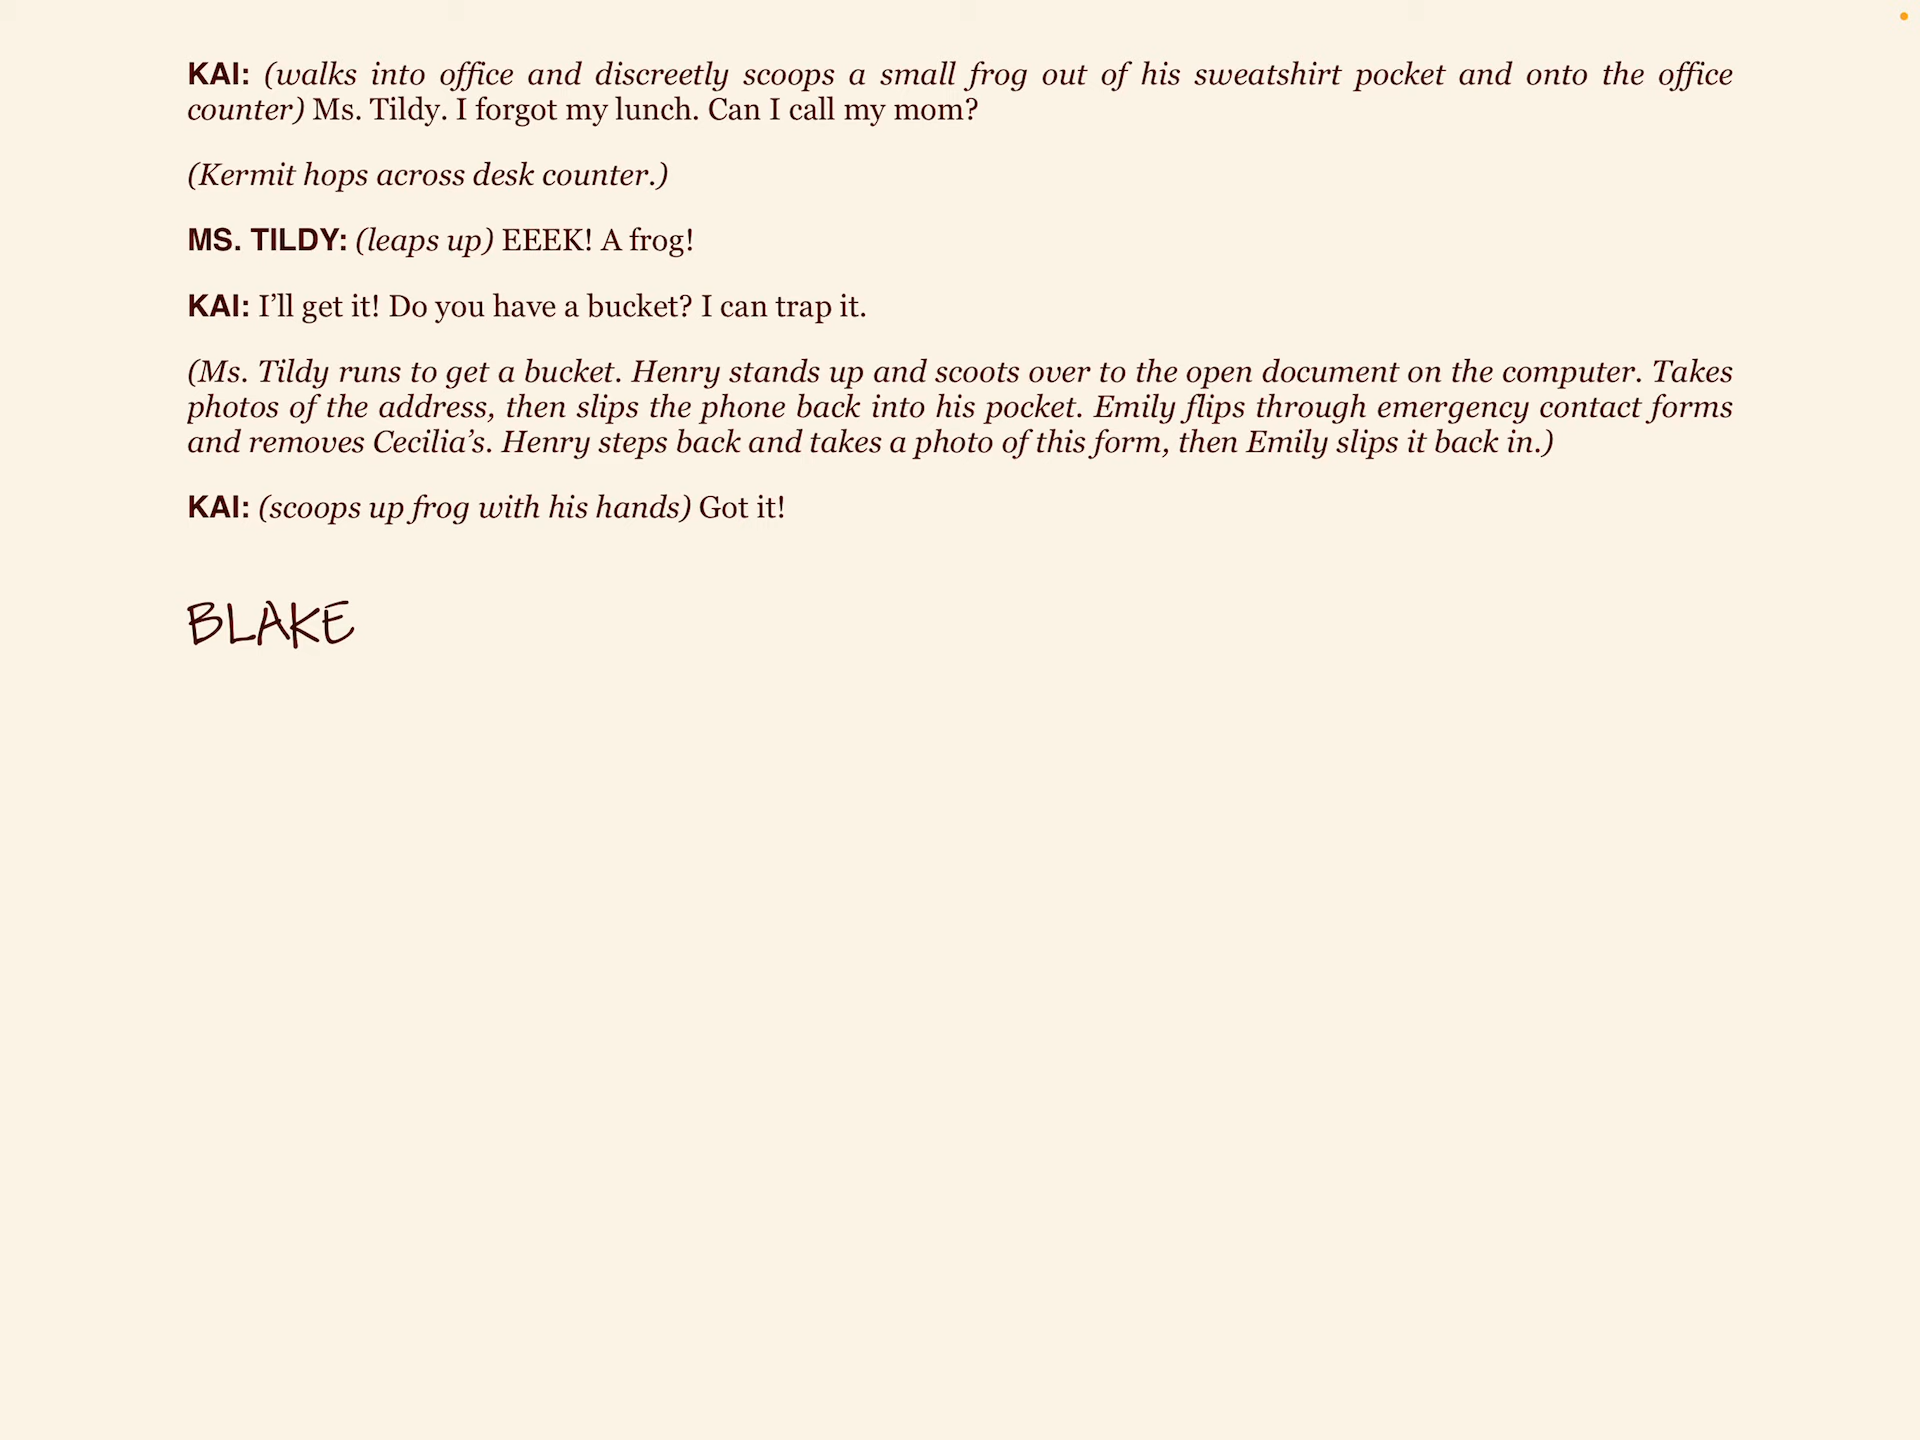 KAI: (walks into office and discreetly scoops a small frog out of his sweatshirt pocket and onto the office
counter) Ms. Tildy. I forgot my lunch. Can I call my mom?
(Kermit hops across desk counter.)
MS. TILDY: (leaps up) EEEK! A frog!
KAI: I’ll get it! Do you have a bucket? I can trap it.
(Ms. Tildy runs to get a bucket. Henry stands up and scoots over to the open document on the computer. Takes
photos of the address, then slips the phone back into his pocket. Emily flips through emergency contact forms
and removes Cecilia’s. Henry steps back and takes a photo of this form, then Emily slips it back in.)
KAI: (scoops up frog with his hands) Got it!
BLAKE